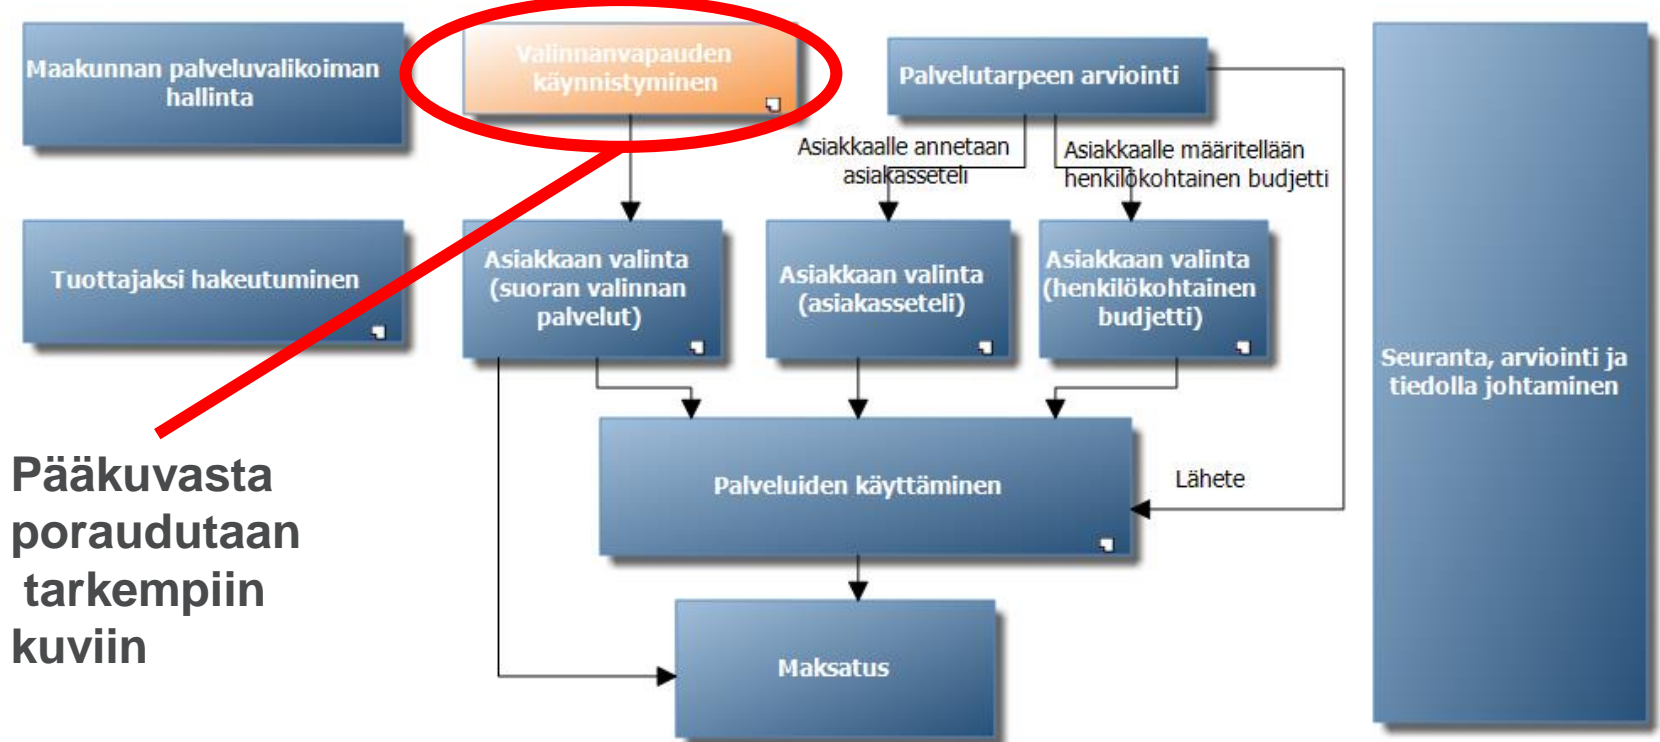 Maakunnan palveluvalikoiman
hallinta
Valinnanvapauden
käynnistyminen
Palvelutarpeen arviointi
Asiakkaalle annetaan
asiakasseteli
Asiakkaalle määritellään
henkilökohtainen budjetti
Tuottajaksi hakeutuminen
Asiakkaan valinta
(suoran valinnan
palvelut)
Asiakkaan valinta
(asiakasseteli)
Asiakkaan valinta
(henkilökohtainen
budjetti)
Seuranta, arviointi ja
tiedolla johtaminen
Pääkuvasta
poraudutaan
tarkempiin
kuviin
Palveluiden käyttäminen
Lähete
Maksatus